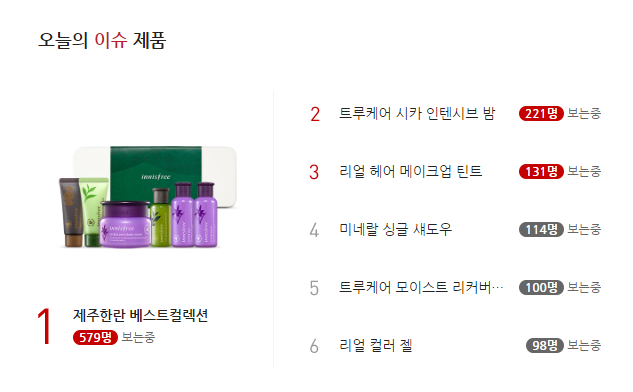 오늘의 이슈 제품
innisfree
innisfree
1
제주한란 베스트컬렉션
579명 보는중
2 트루케어 시카 인텐시브 밤 221명 보는중
3 리얼 헤어 메이크업 틴트 131명 보는중
4 미네랄 싱글 섀도우 114명 보는중
5 트루케어 모이스트 리커버… 100명 보는중
6 리얼 컬러 젤 98명 보는중